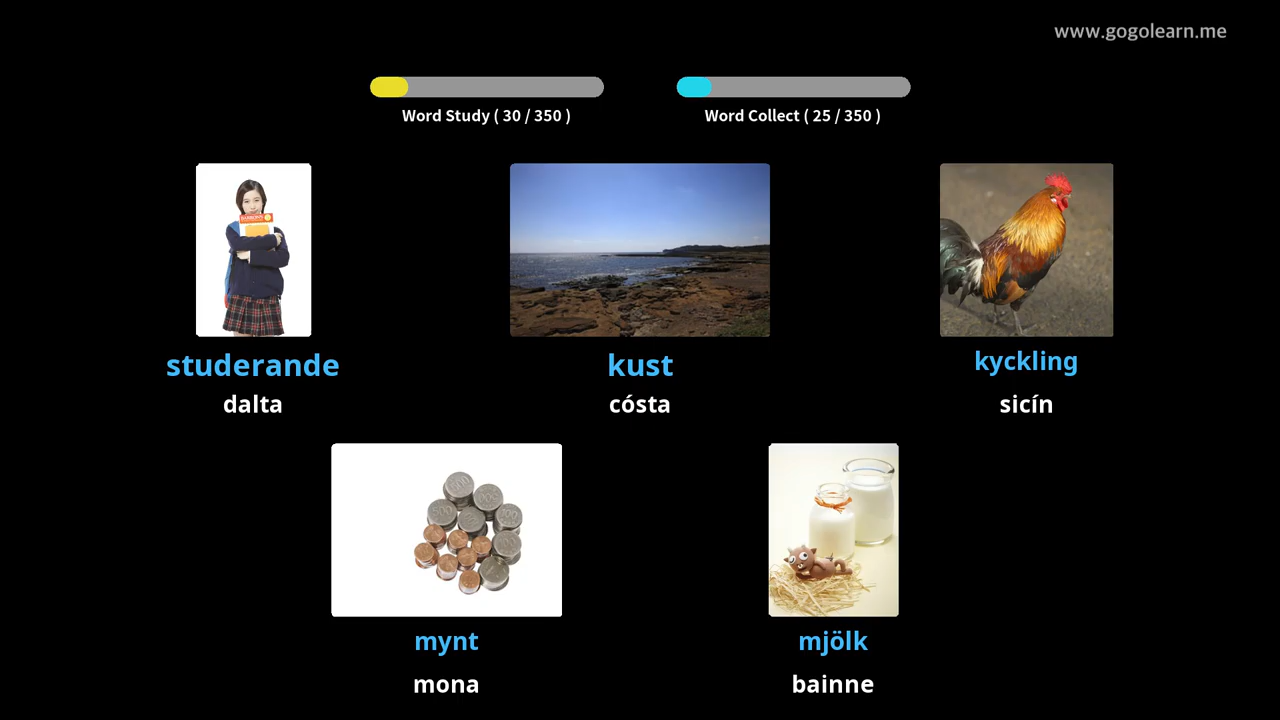 www.gogolearn.me
Word Study ( 30 / 350 )
Word Collect ( 25 / 350 )
studerande
dalta
kust
cósta
kyckling
sicín
mynt
mona
mjölk
bainne